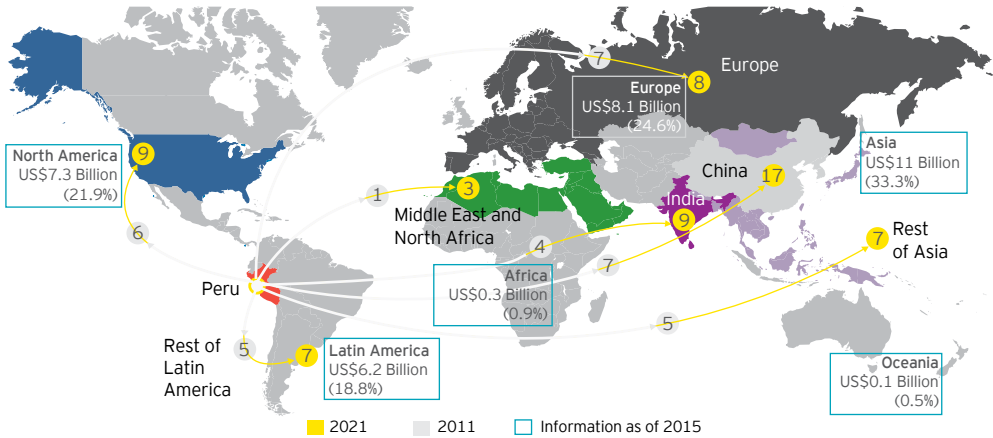 7
Europe
8
Europe
US$8.1 Billion
(24.6%)
North America
US$7.3 Billion
(21.9%)
9
6
1
3
Middle East and
North Africa
China
17
India
9
Asia
US$11 Billion
(33.3%)
4
7
7
Rest
of Asia
Africa
US$0.3 Billion
(0.9%)
Peru
5
Rest of
Latin
America
5
7
Latin America
US$6.2 Billion
(18.8%)
Oceania
US$0.1 Billion
(0.5%)
2021
2011
Information as of 2015